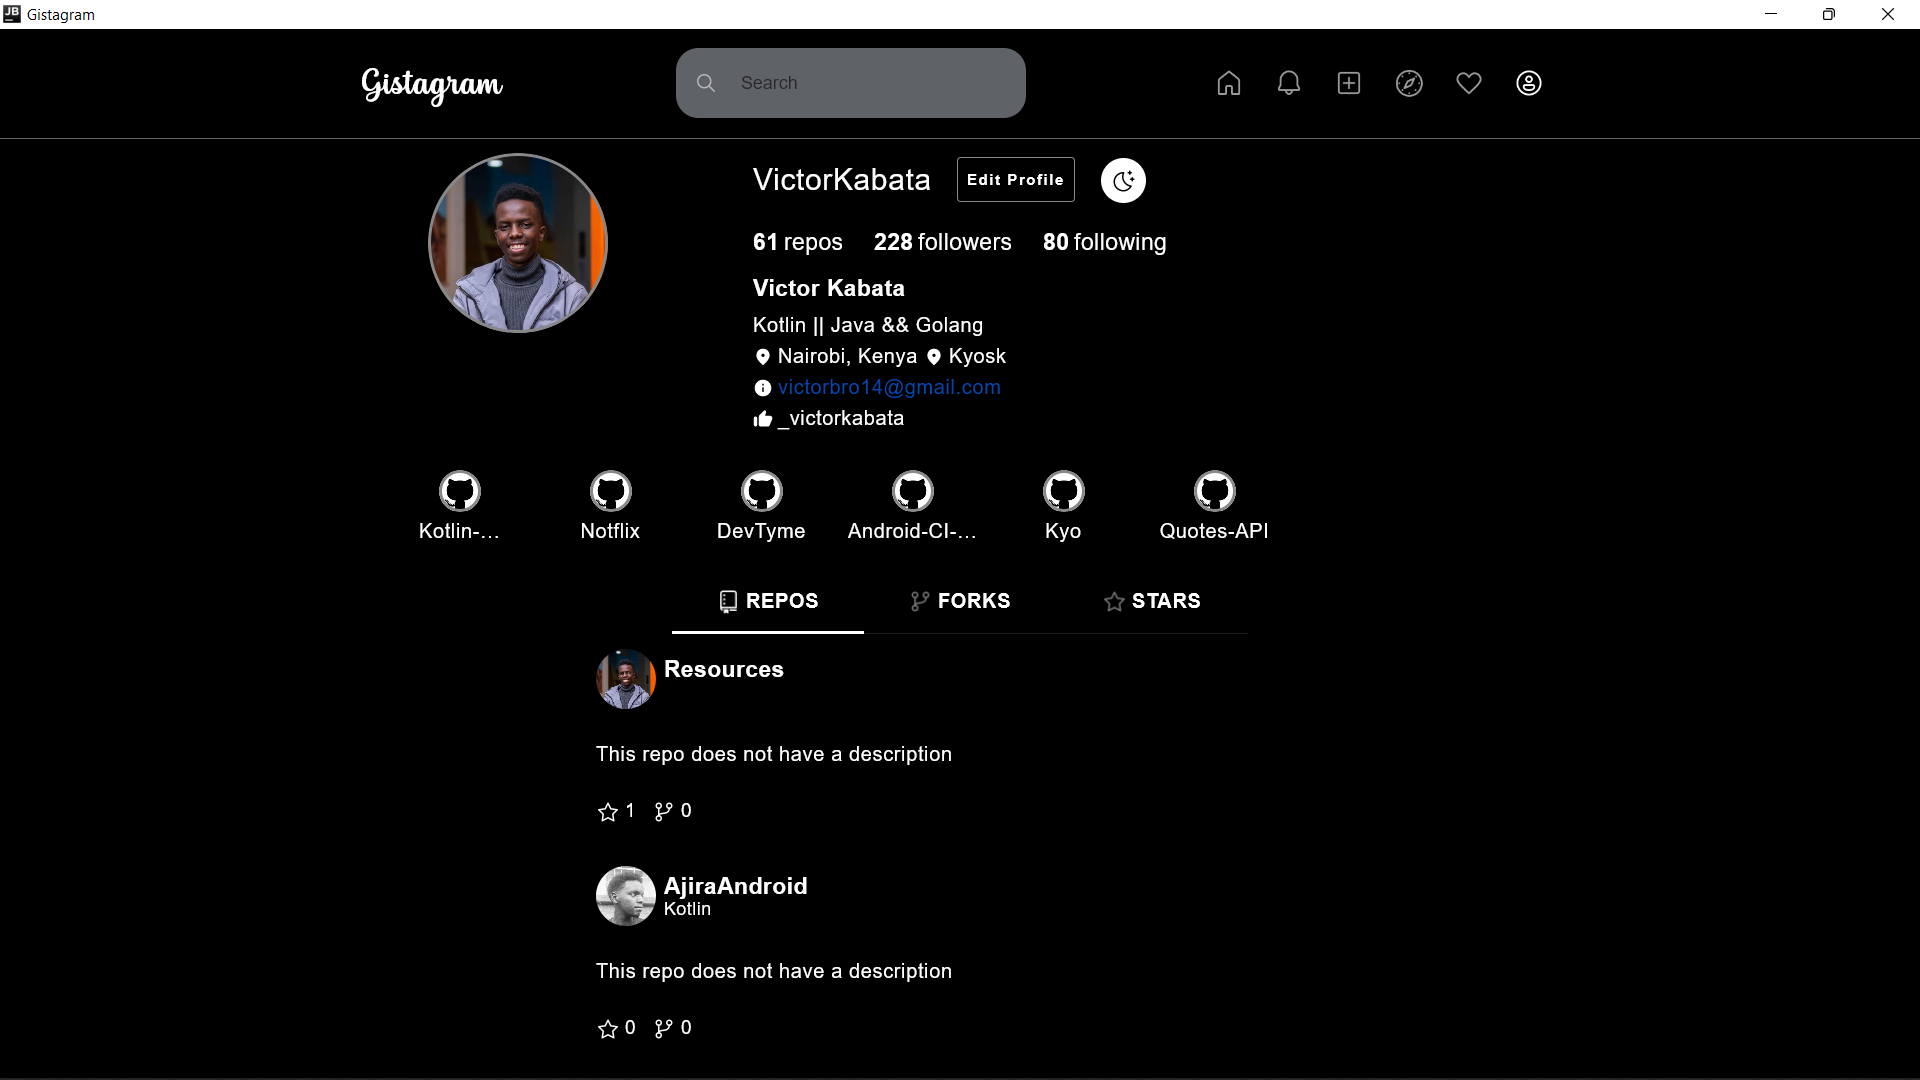 JB Gistagram
Gistagram
Search
VictorKabata
Edit Profile
61 repos 228 followers 80 following
Victor Kabata
Kotlin || Java && Golang
Nairobi, Kenya Kyosk
victorbro14@gmail.com
_victorkabata
Kotlin-... Notflix DevTyme Android-CI-... Kyo Quotes-API
REPOS FORKS STARS
Resources
This repo does not have a description
1 0
AjiraAndroid
Kotlin
This repo does not have a description
0 0